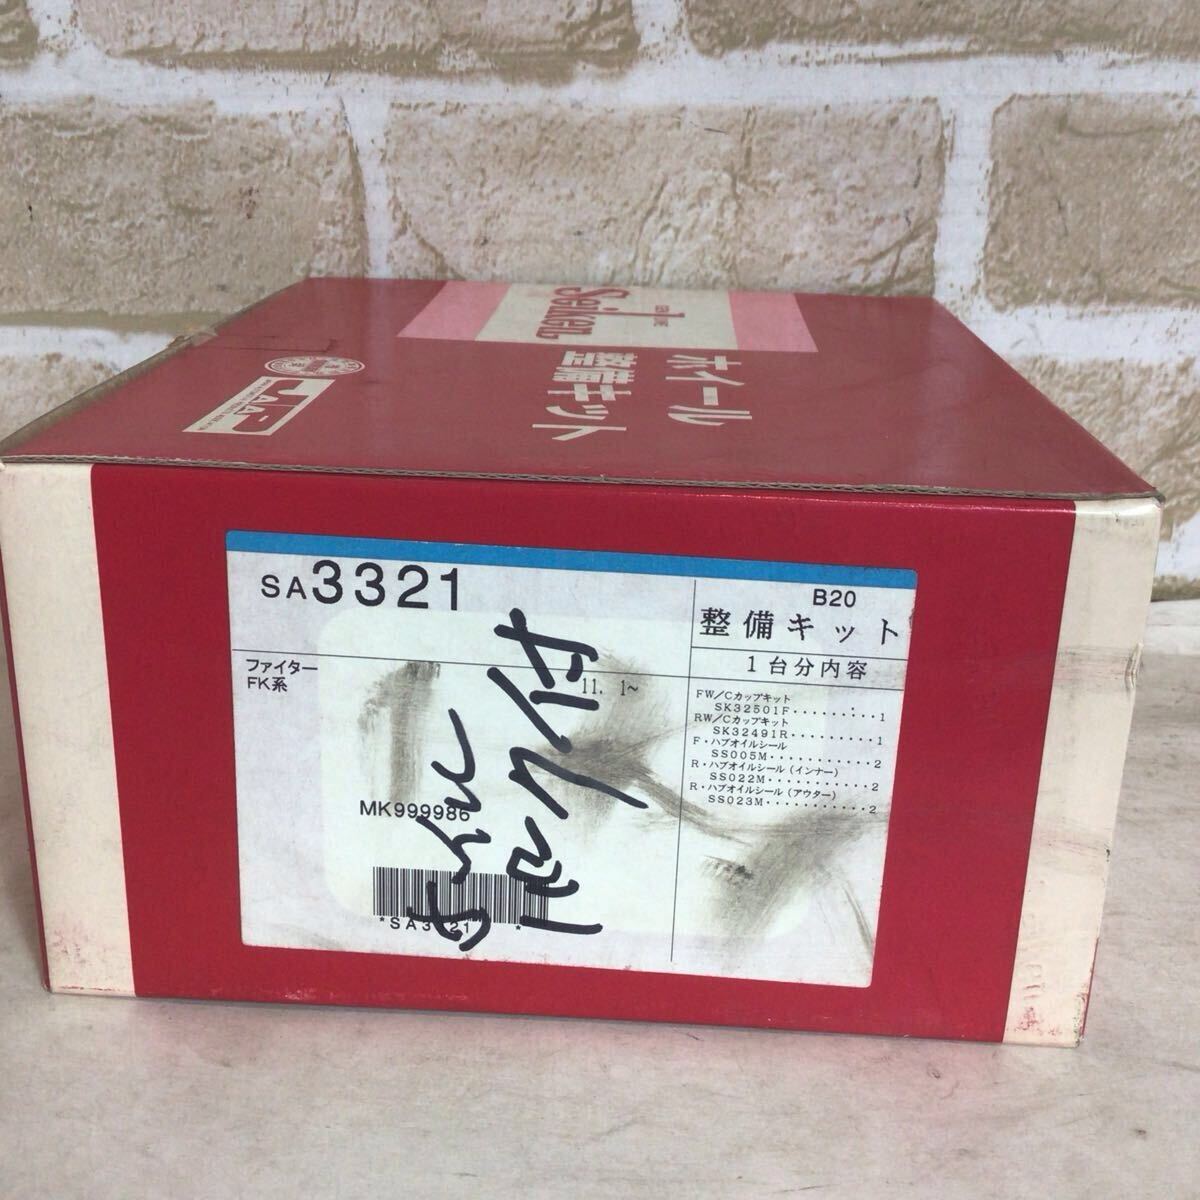 Seiken
ホイール
整備キット
SA3321
B20
整備キット
1台分内容
ファイター
FK系
11. 1~
FW/Cカップキット
SK32501F・・・・・・・・・1
RW/Cカップキット
SK32491R・・・・・・・・・1
F・ハブオイルシール
SS005M・・・・・・・・・・・2
R・ハブオイルシール(インナー)
SS022M・・・・・・・・・・・2
R・ハブオイルシール(アウター)
SS023M・・・・・・・・・・・2
MK999986
*SA3321*
オイル